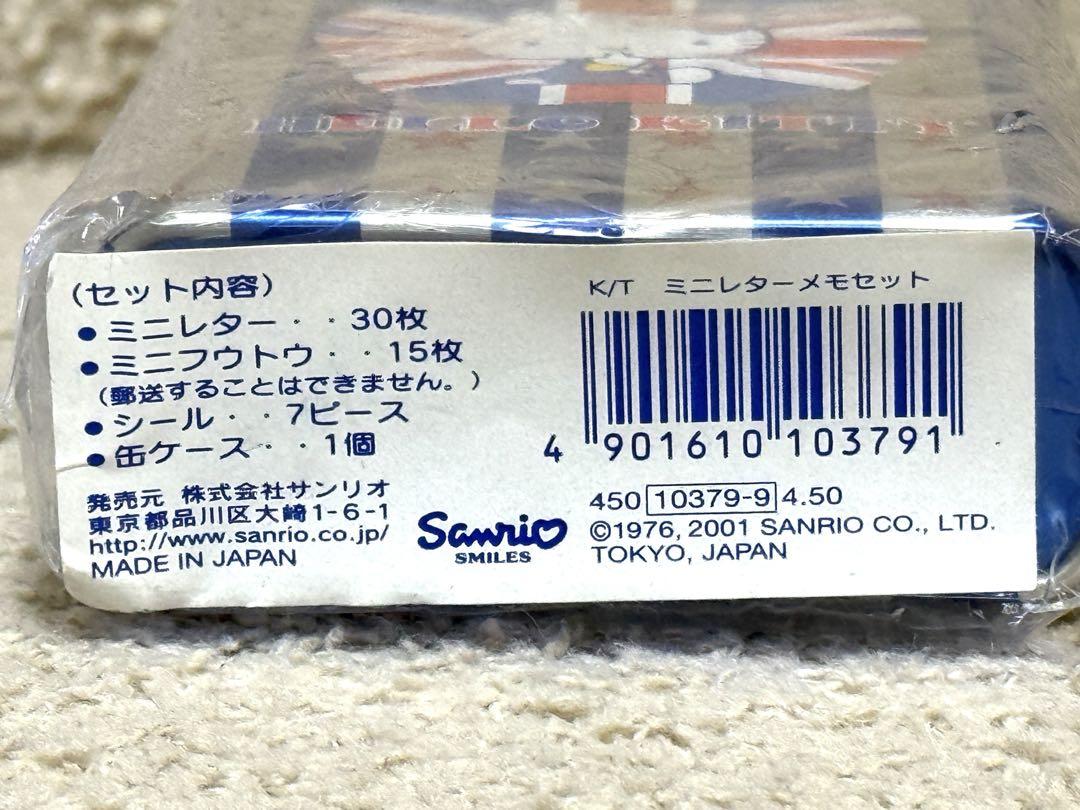 HELLO KITTY
(セット内容)
●ミニレター・・30枚
●ミニフウトウ・・15枚
(郵送することはできません。)
●シール・・7ピース
●缶ケース・・1個
発売元 株式会社サンリオ
東京都品川区大崎1-6-1
http://www.sanrio.co.jp/
MADE IN JAPAN
Sanrio
SMILES
K/T ミニレターメモセット
4 901610 103791
450 10379-9 4.50
©1976, 2001 SANRIO CO., LTD.
TOKYO, JAPAN